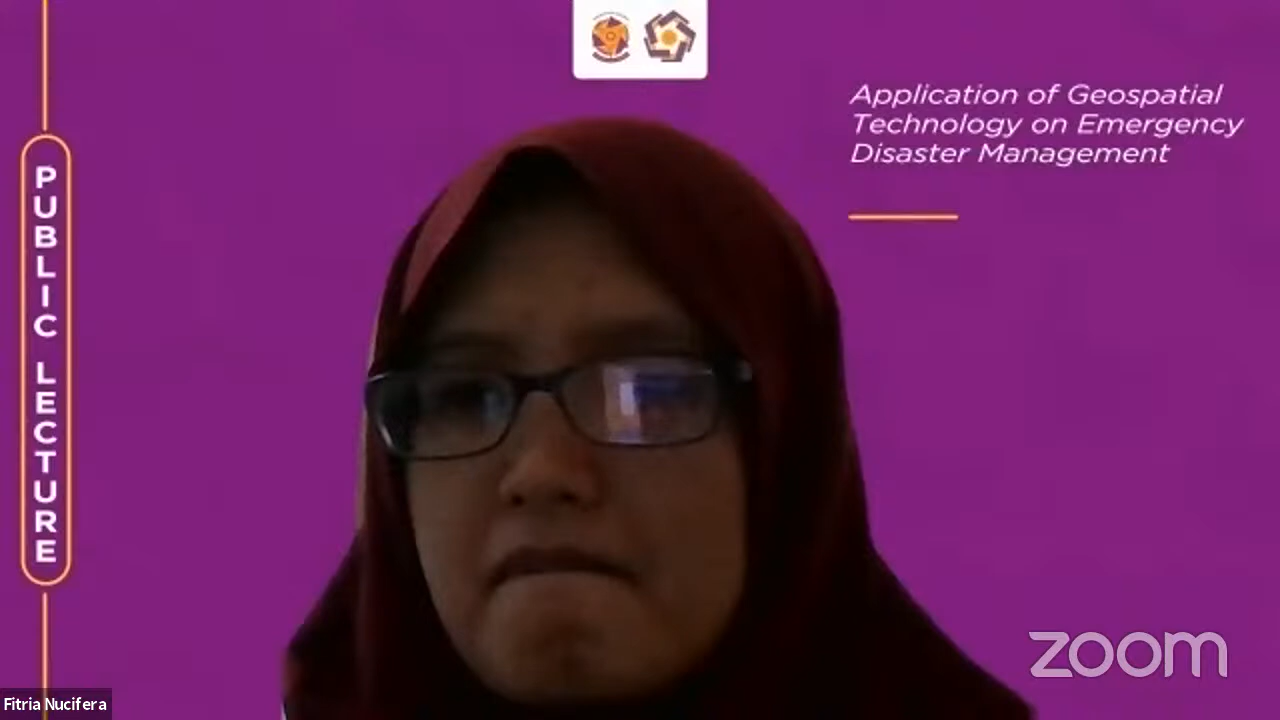 PUBLIC LECTURE
Application of Geospatial
Technology on Emergency
Disaster Management
zoom
Fitria Nucifera